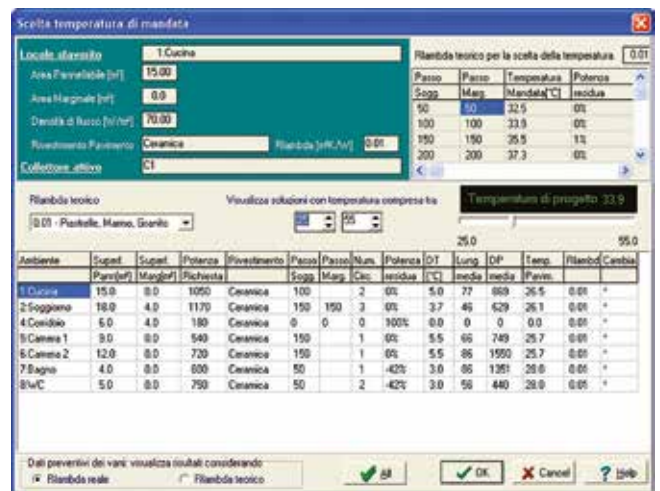 Scelta temperatura di mandata
Locale sfavorito 1.Cucina
Area Pannellabile [m²] 15.00
Area Marginale [m²] 0.0
Densità di flusso [W/m²] 70.00
Rivestimento Pavimento Ceramica Rlambda [m²K/W] 0.01
Collettore attivo C1
Rlambda teorico per la scelta della temperatura 0.01
Passo Passo Temperatura Potenza
Sogg. Marg. Mandata[°C] residua
50 50 32.5 0%
100 100 33.9 0%
150 150 35.5 1%
200 200 37.3 0%
Rlambda teorico
0.01 - Piastrelle, Marmo, Granito
Visualizza soluzioni con temperatura compresa tra
55
Temperatura di progetto 33,9
25.0 55.0
Ambiente Superf. Superf. Potenza Rivestimento Passo Passo Num. Potenza DT Lung. DP Temp. Rlambd Cambia
Pann[m²] Marg[m²] Richiesta Sogg. Marg. Circ. residua [°C] media media Pavim.
1.Cucina 15.0 0.0 1050 Ceramica 100 2 0% 5.0 77 869 26.5 0.01 *
2.Soggiorno 18.0 4.0 1170 Ceramica 150 150 3 0% 3.7 46 629 26.1 0.01 *
4.Corridoio 6.0 4.0 180 Ceramica 0 0 0 100% 0.0 0 0 0.0 0.01 *
5.Camera 1 9.0 0.0 540 Ceramica 150 1 0% 5.5 66 749 25.7 0.01 *
6.Camera 2 12.0 0.0 720 Ceramica 150 1 0% 5.5 86 1550 25.7 0.01 *
7.Bagno 4.0 0.0 600 Ceramica 50 1 -42% 3.0 86 1351 28.0 0.01 *
8.WC 5.0 0.0 750 Ceramica 50 2 -42% 3.0 56 440 28.0 0.01 *
Dati preventivi dei vani: visualizza risultati considerando
Rlambda reale Rlambda teorico
All OK Cancel ? Help